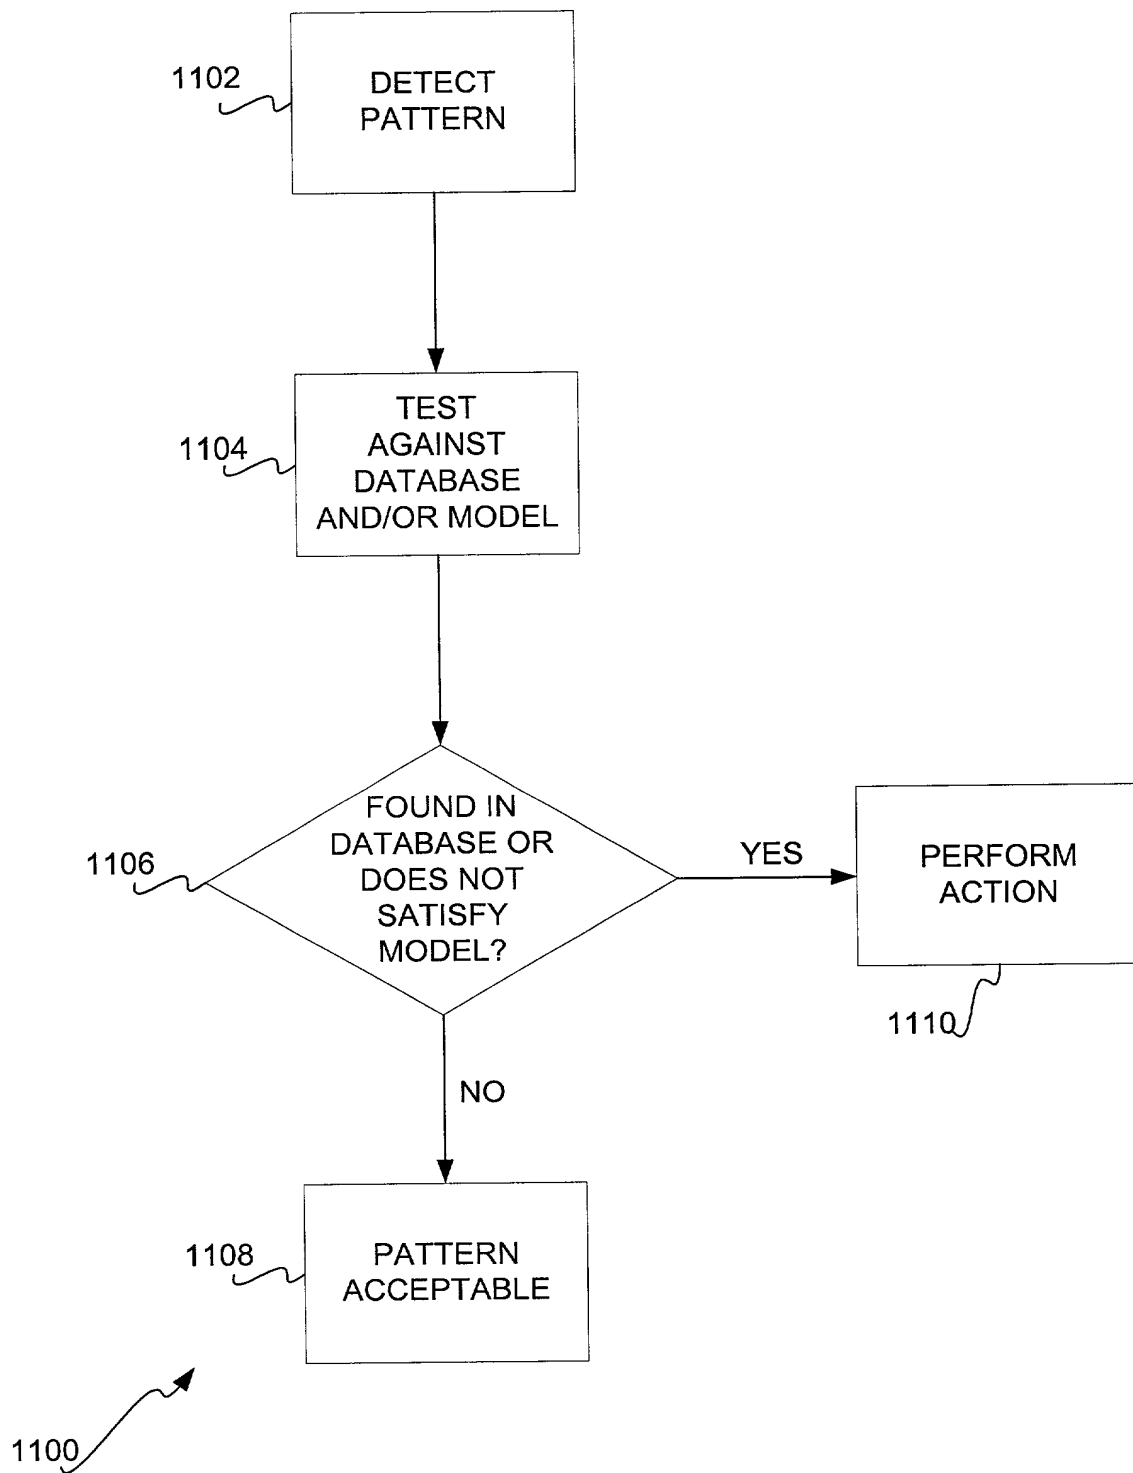 1102
DETECT
PATTERN
1104
TEST
AGAINST
DATABASE
AND/OR MODEL
1106
FOUND IN
DATABASE OR
DOES NOT
SATISFY
MODEL?
YES
PERFORM
ACTION
1110
NO
1108
PATTERN
ACCEPTABLE
1100